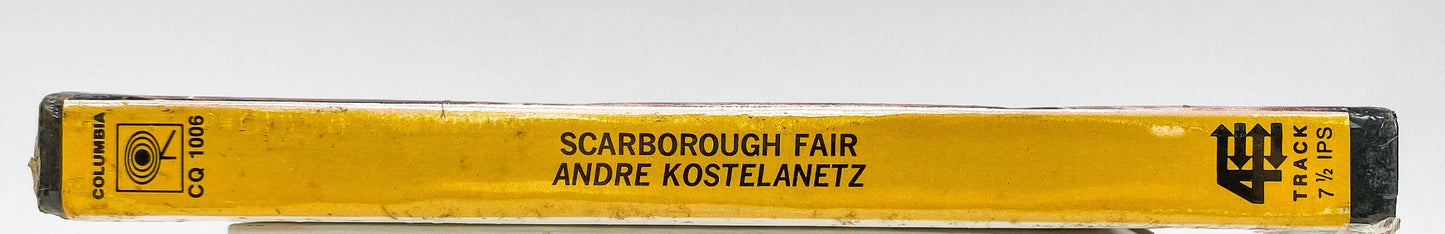 COLUMBIA
CQ 1006
SCARBOROUGH FAIR
ANDRE KOSTELANETZ
4
TRACK
7 ½ IPS